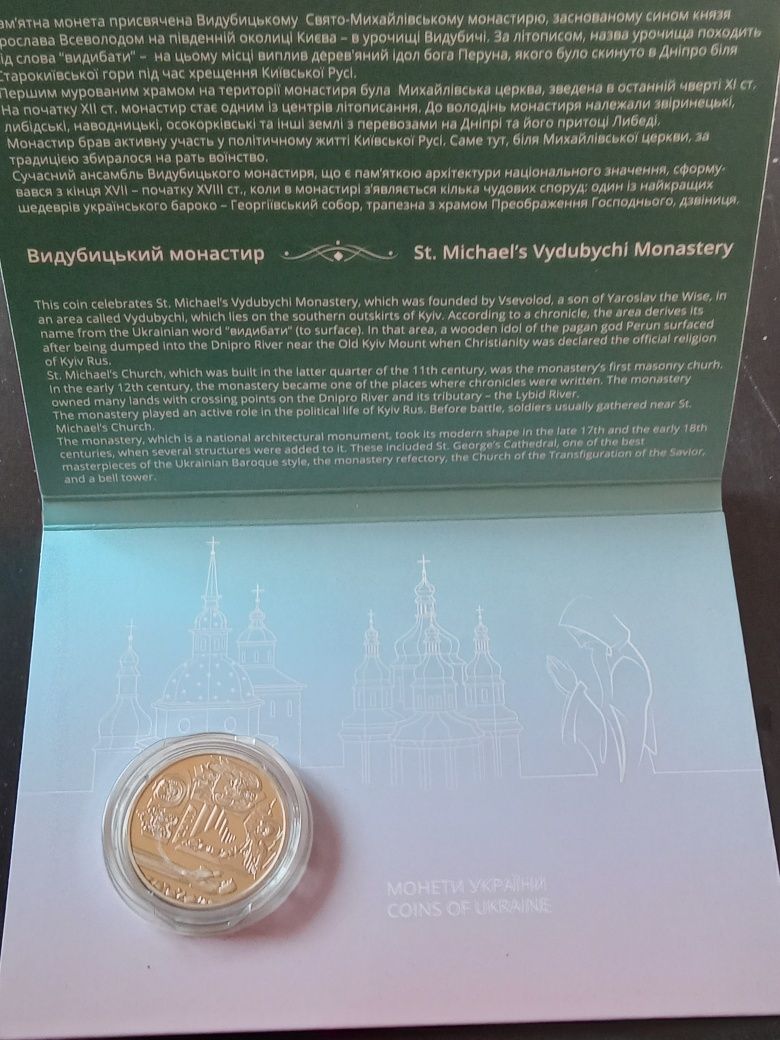 ам'ятна монета присвячена Видубицькому Свято-Михайлівському монастирю, заснованому сином князя
рослава Всеволодом на південній околиці Києва – в урочищі Видубичі. За літописом, назва урочища походить
ід слова "видибати" – на цьому місці виплив дерев'яний ідол бога Перуна, якого було скинуто в Дніпро біля
Старокиївської гори під час хрещення Київської Русі.
Першим мурованим храмом на території монастиря була Михайлівська церква, зведена в останній чверті XI ст.
На початку XII ст. монастир стає одним із центрів літописання. До володінь монастиря належали звіринецькі,
либідські, наводницькі, осокорківські та інші землі з перевозами на Дніпрі та його притоці Либеді.
Монастир брав активну участь у політичному житті Київської Русі. Саме тут, біля Михайлівської церкви, за
традицією збиралося на рать воїнство.
Сучасний ансамбль Видубицького монастиря, що є пам'яткою архітектури національного значення, сформу-
вався з кінця XVII – початку XVIII ст., коли в монастирі з'являється кілька чудових споруд: один із найкращих
шедеврів українського бароко – Георгіївський собор, трапезна з храмом Преображення Господнього, дзвіниця.
Видубицький монастир St. Michael's Vydubychi Monastery
This coin celebrates St. Michael's Vydubychi Monastery, which was founded by Vsevolod, a son of Yaroslav the Wise, in
an area called Vydubychi, which lies on the southern outskirts of Kyiv. According to a chronicle, the area derives its
name from the Ukrainian word "видибати" (to surface). In that area, a wooden idol of the pagan god Perun surfaced
after being dumped into the Dnipro River near the Old Kyiv Mount when Christianity was declared the official religion
of Kyiv Rus.
St. Michael's Church, which was built in the latter quarter of the 11th century, was the monastery's first masonry churh.
In the early 12th century, the monastery became one of the places where chronicles were written. The monastery
owned many lands with crossing points on the Dnipro River and its tributary – the Lybid River.
The monastery played an active role in the political life of Kyiv Rus. Before battle, soldiers usually gathered near St.
Michael's Church.
The monastery, which is a national architectural monument, took its modern shape in the late 17th and the early 18th
centuries, when several structures were added to it. These included St. George's Cathedral, one of the best
masterpieces of the Ukrainian Baroque style, the monastery refectory, the Church of the Transfiguration of the Savior,
and a bell tower.
МОНЕТИ УКРАЇНИ
COINS OF UKRAINE